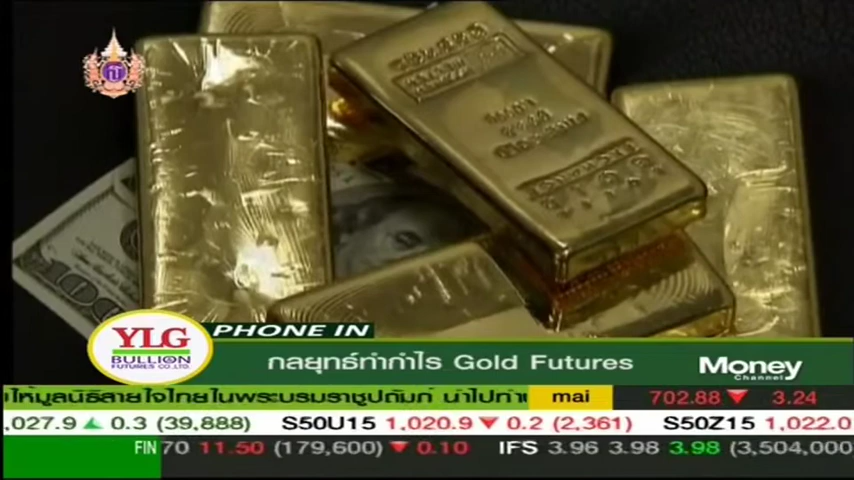 100
YLG
BULLION
FUTURES CO.,LTD.
PHONE IN
กลยุทธ์ทำกำไร Gold Futures
Money
Channel
ให้มูลนิธิสายใจไทยในพระบรมราชูปถัมภ์ นำไปทำ mai 702.88 ▼ 3.24
,027.9 ▲ 0.3 (39,888) S50U15 1,020.9 ▼ 0.2 (2,361) S50Z15 1,022.0
FIN 70 11.50 (179,600) ▼ 0.10 IFS 3.96 3.98 3.98 (3,504,000